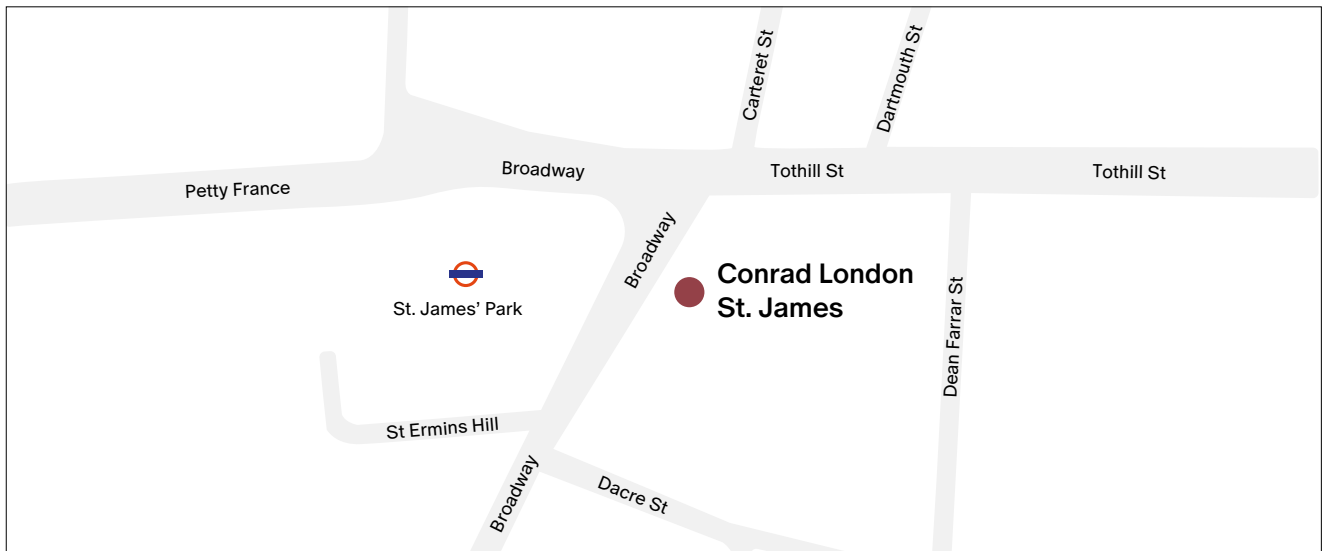 Carteret St
Dartmouth St
Broadway
Tothill St
Tothill St
Petty France
Broadway
Conrad London
St. James
St. James’ Park
Dean Farrar St
St Ermins Hill
Broadway
Dacre St